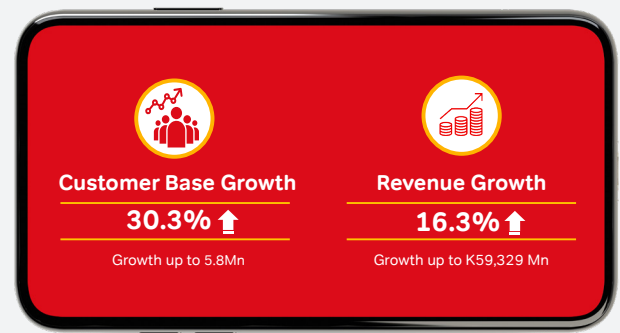 Customer Base Growth
30.3%
Growth up to 5.8Mn
Revenue Growth
16.3%
Growth up to K59,329 Mn